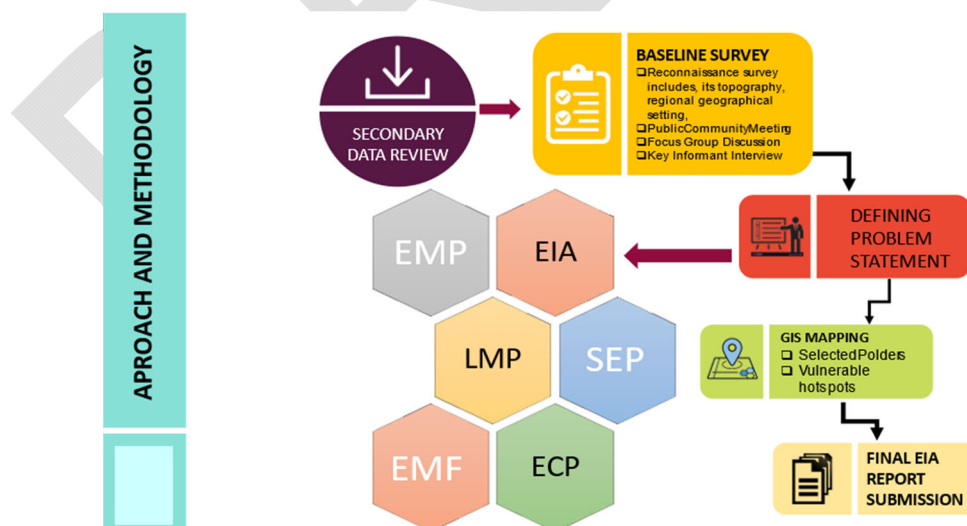 APROACH AND METHODOLOGY
SECONDARY
DATA REVIEW
BASELINE SURVEY
❑Reconnaissance survey
includes, its topography,
regional geographical
setting,
❑PublicCommunityMeeting
❑Focus Group Discussion
❑Key Informant Interview
DEFINING
PROBLEM
STATEMENT
EMP
EIA
LMP
SEP
EMF
ECP
GIS MAPPING
❑ SelectedPolders
❑ Vulnerable
hotspots
FINAL EIA
REPORT
SUBMISSION